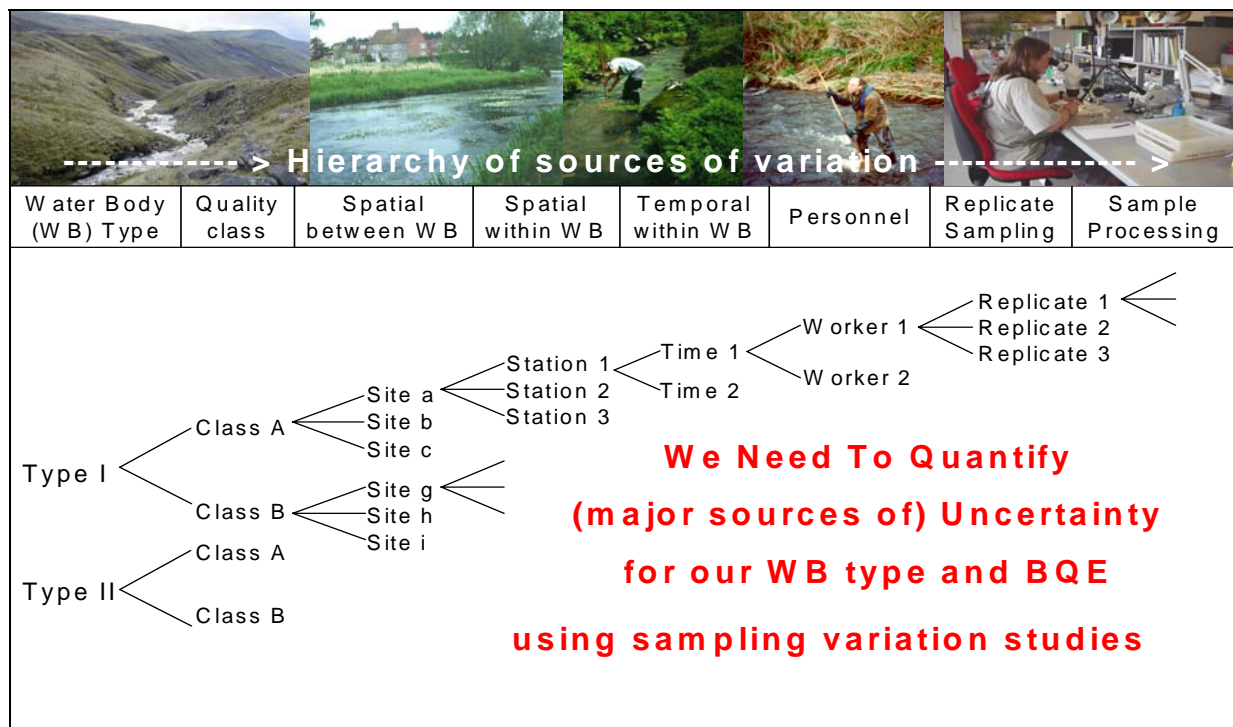 ------------- > Hierarchy of sources of variation --------------- >
Water Body (WB) Type
Quality class
Spatial between WB
Spatial within WB
Temporal within WB
Personnel
Replicate Sampling
Sample Processing
Type I
Class A
Site a
Station 1
Time 1
Worker 1
Replicate 1
Replicate 2
Replicate 3
Worker 2
Time 2
Station 2
Station 3
Site b
Site c
Class B
Site g
Site h
Site i
Type II
Class A
Class B
We Need To Quantify
(major sources of) Uncertainty
for our WB type and BQE
using sampling variation studies